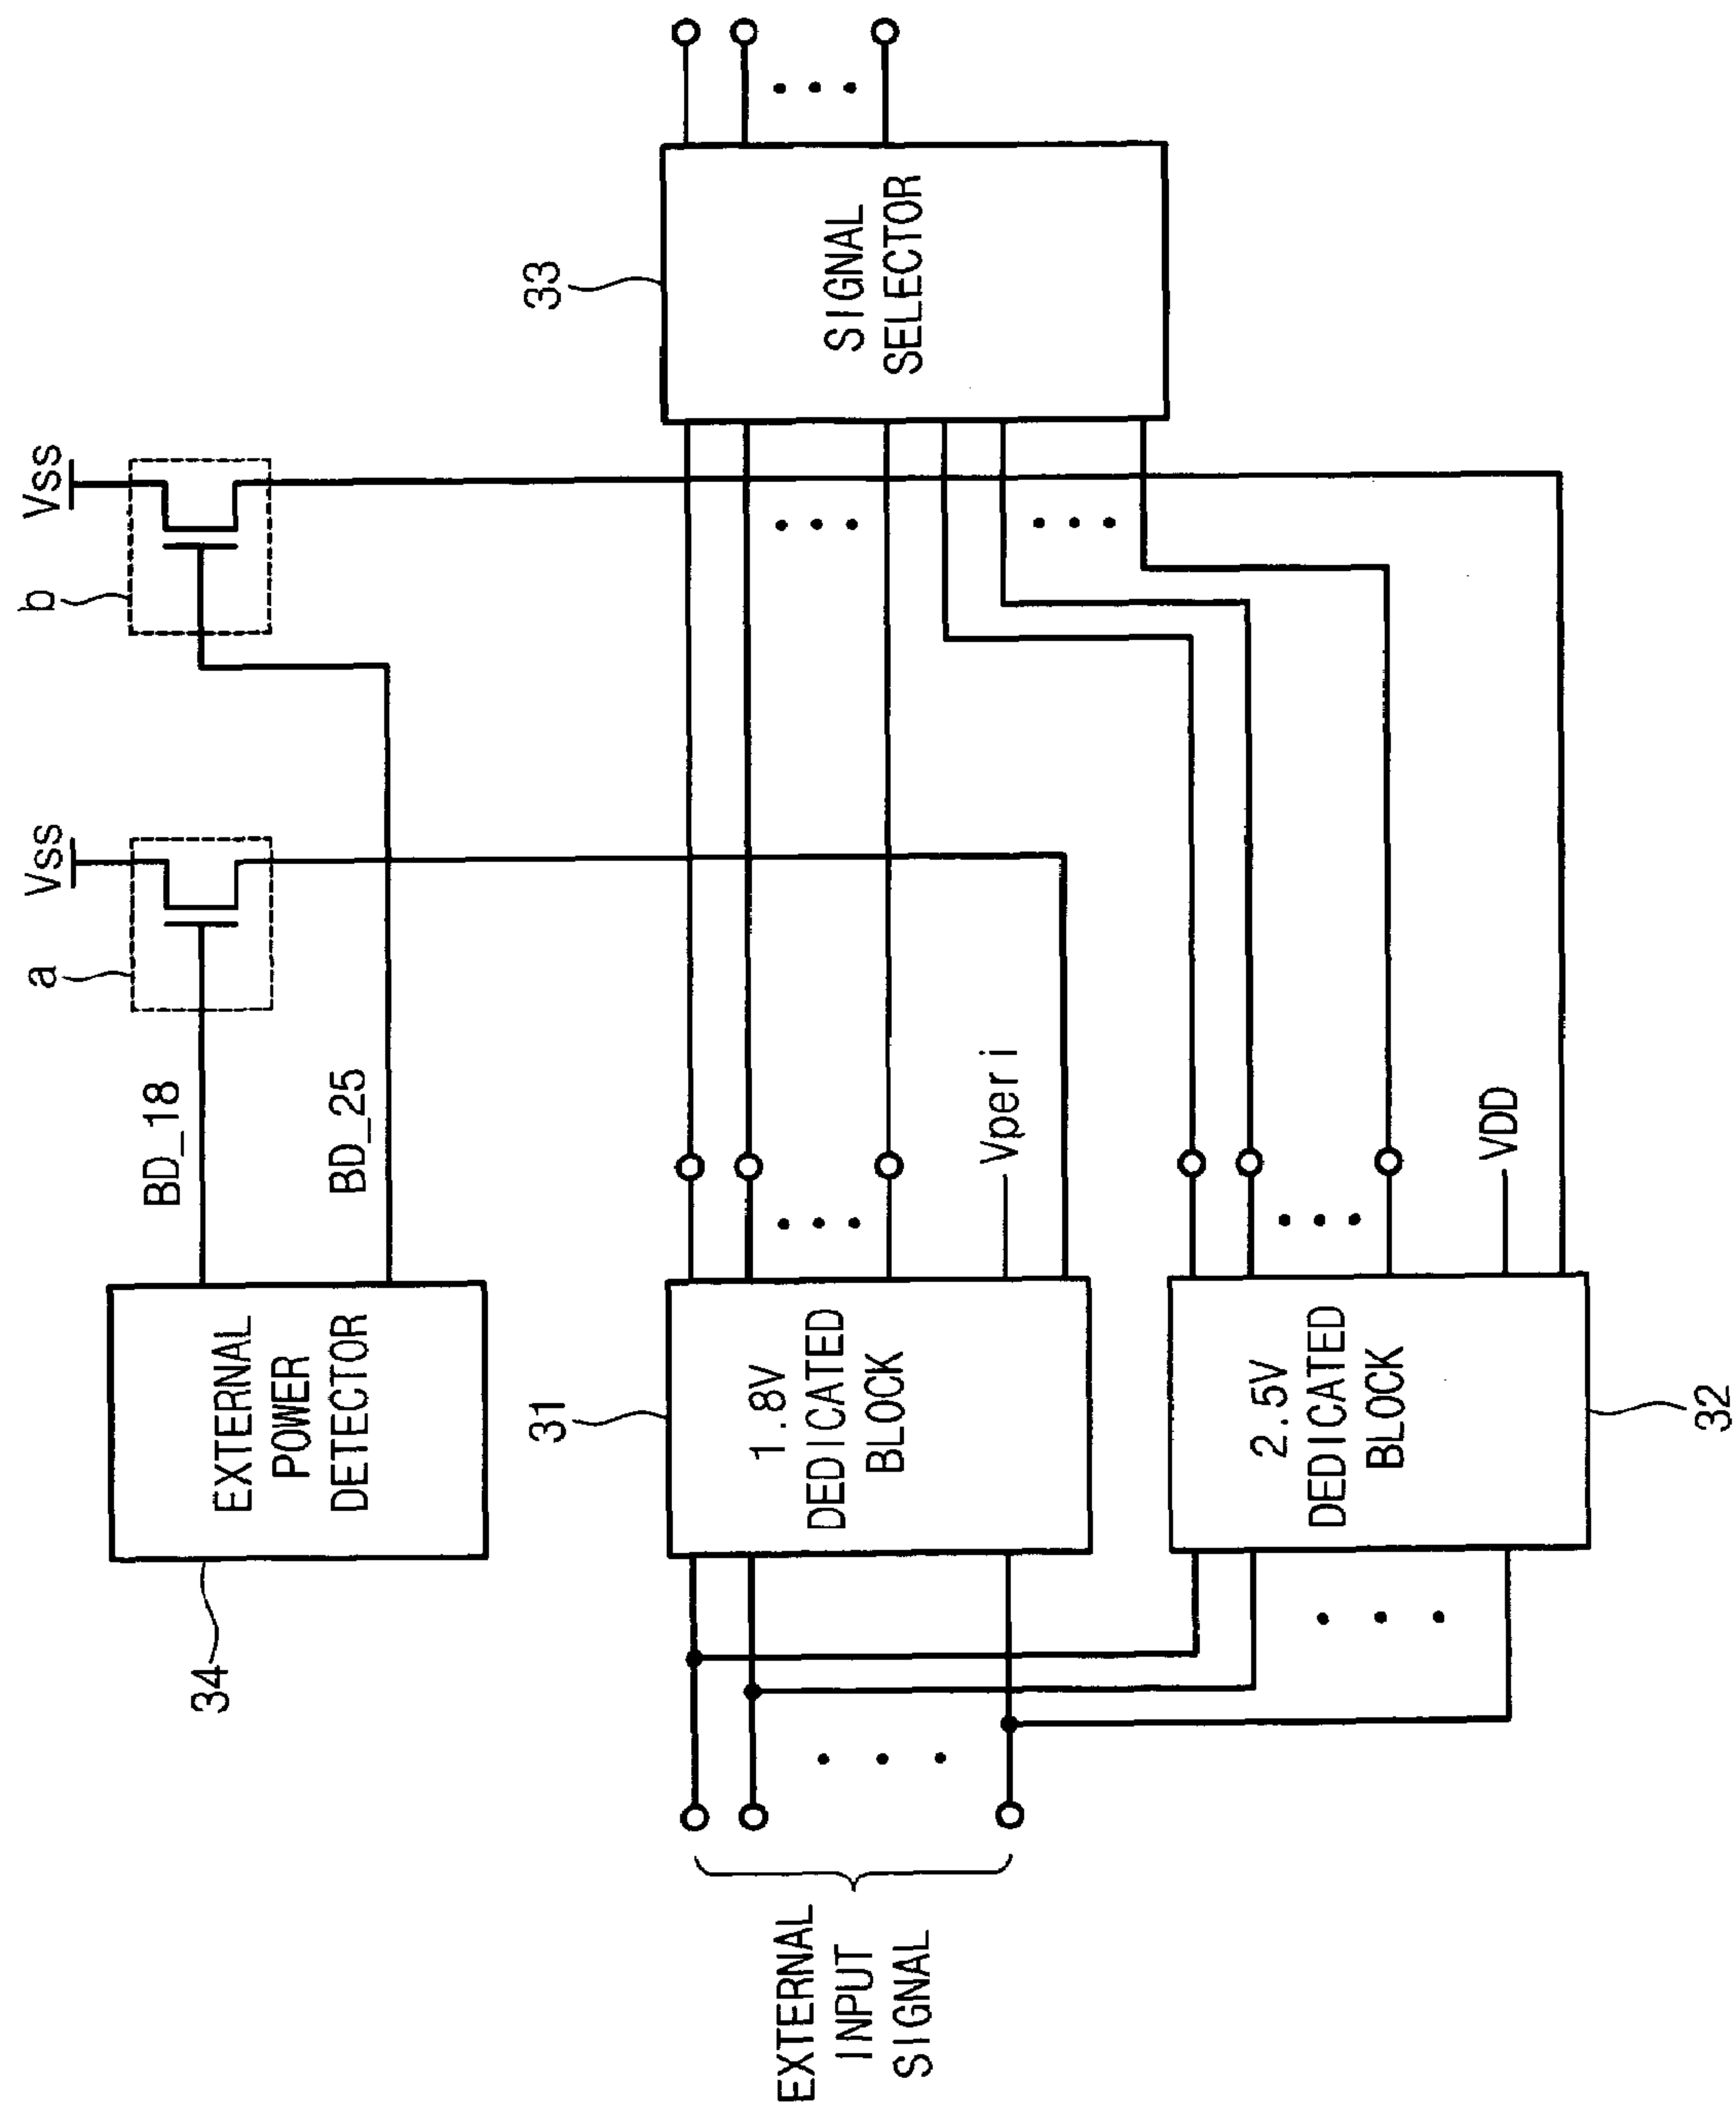 Vss
Vss
a
b
BD_18
BD_25
EXTERNAL
POWER
DETECTOR
34
31
33
1.8V
DEDICATED
BLOCK
Vperi
SIGNAL
SELECTOR
EXTERNAL
INPUT
SIGNAL
2.5V
DEDICATED
BLOCK
VDD
32